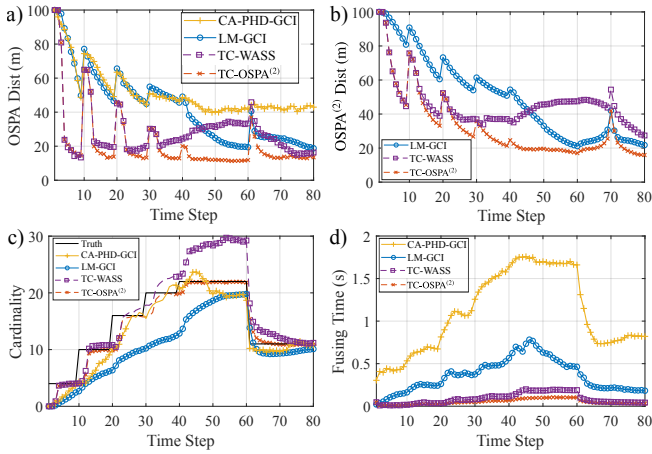 a)
OSPA Dist (m)
100
80
60
40
20
0
0 10 20 30 40 50 60 70 80
Time Step
CA-PHD-GCI
LM-GCI
TC-WASS
TC-OSPA(2)
b)
OSPA(2) Dist (m)
100
80
60
40
20
0
0 10 20 30 40 50 60 70 80
Time Step
LM-GCI
TC-WASS
TC-OSPA(2)
c)
Cardinality
30
20
10
0
0 10 20 30 40 50 60 70 80
Time Step
Truth
CA-PHD-GCI
LM-GCI
TC-WASS
TC-OSPA(2)
d)
Fusing Time (s)
2
1.5
1
0.5
0
0 10 20 30 40 50 60 70 80
Time Step
CA-PHD-GCI
LM-GCI
TC-WASS
TC-OSPA(2)